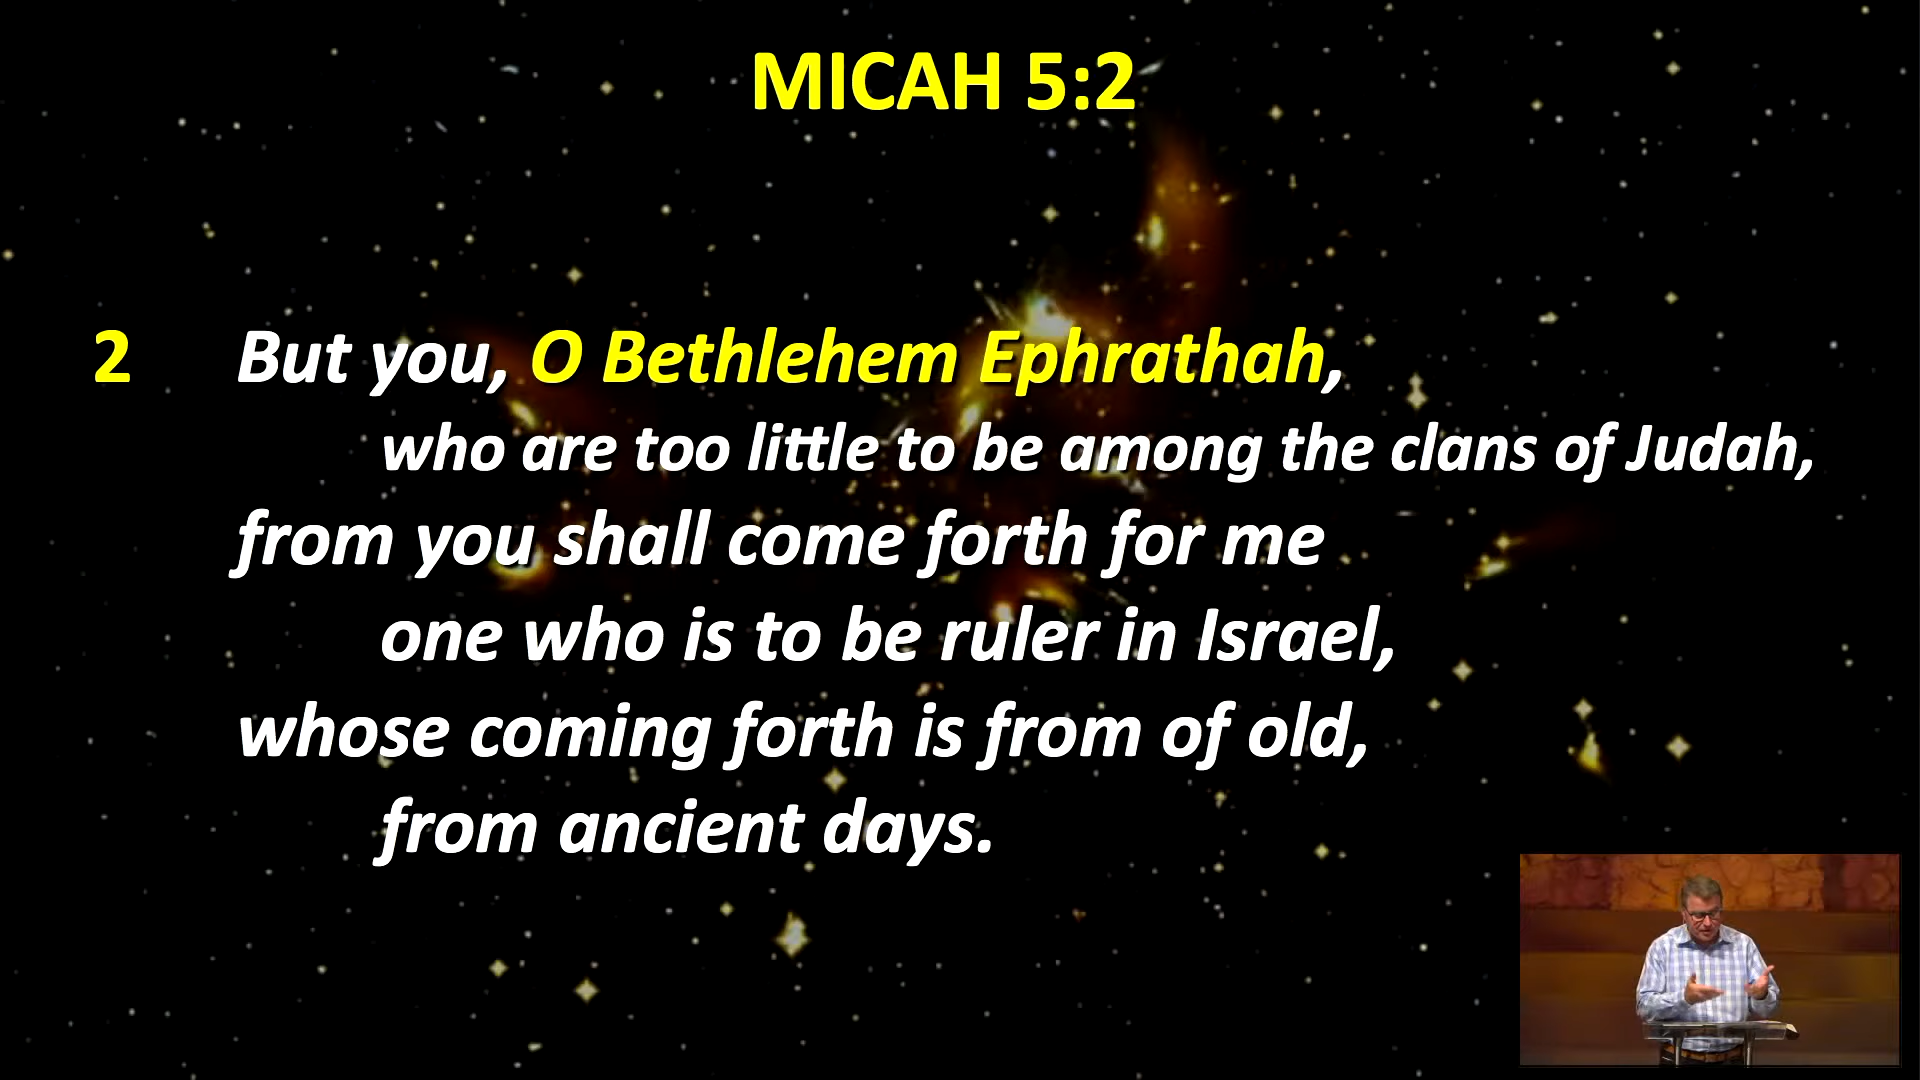 MICAH 5:2
2 But you, O Bethlehem Ephrathah,
who are too little to be among the clans of Judah,
from you shall come forth for me
one who is to be ruler in Israel,
whose coming forth is from of old,
from ancient days.